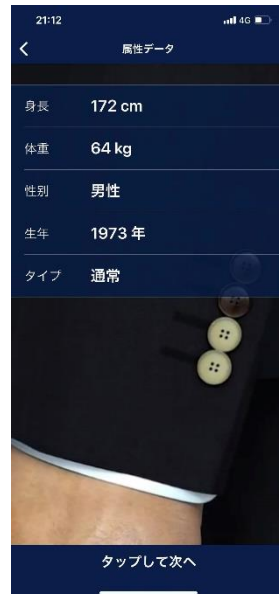 21:12
4G
属性データ
身長 172 cm
体重 64 kg
性別 男性
生年 1973 年
タイプ 通常
タップして次へ